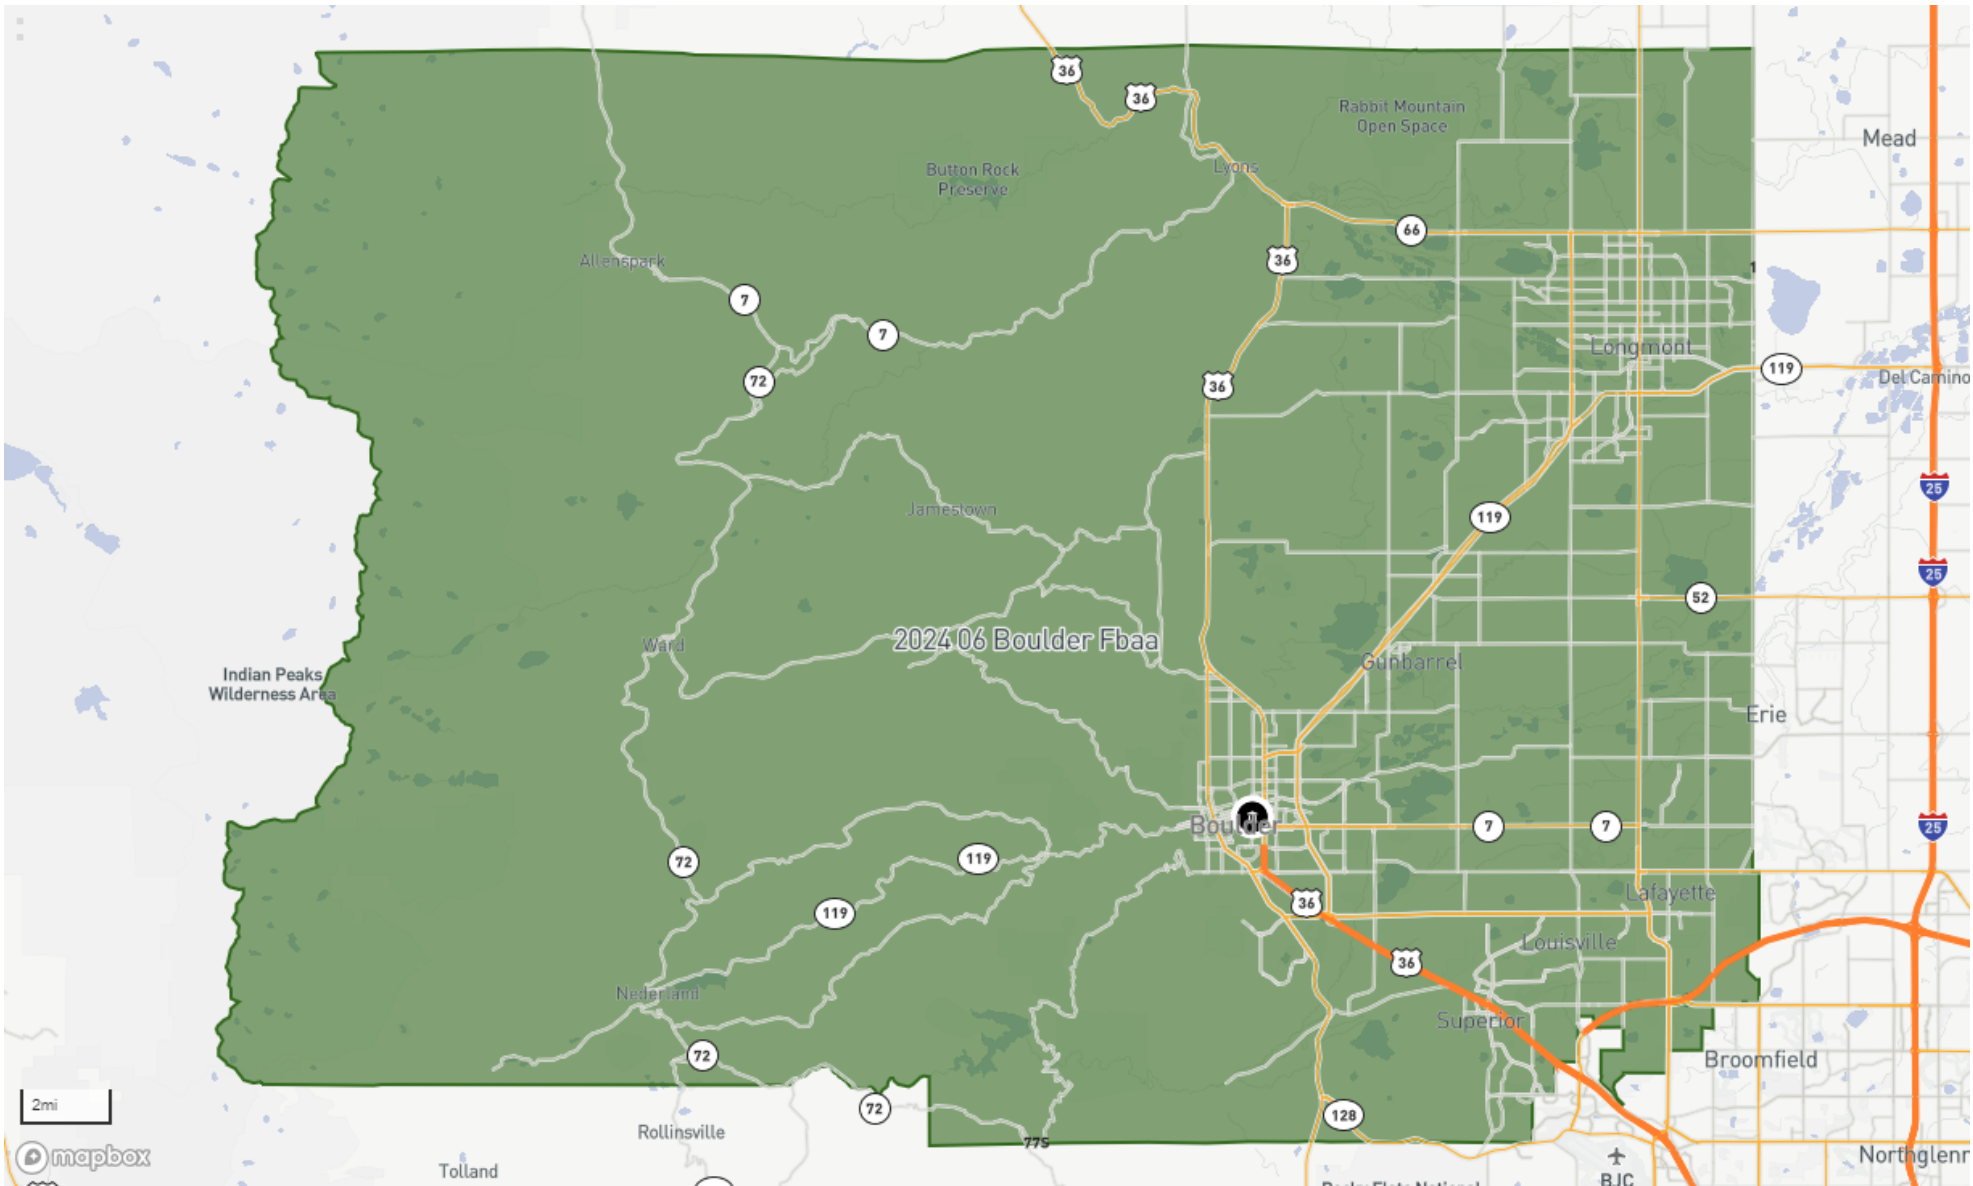 36
36
Rabbit Mountain
Open Space
Mead
Button Rock
Preserve
Lyons
66
Allenspark
36
7
7
Longmont
72
36
119
Del Camino
25
Jamestown
119
25
52
2024 06 Boulder Fbaa
Ward
Gunbarrel
Indian Peaks
Wilderness Area
Erie
Boulder
7
7
25
72
119
119
36
Lafayette
Louisville
36
Nederland
Superior
72
Broomfield
2mi
72
128
Rollinsville
77S
mapbox
Tolland
BJC
Northglenn